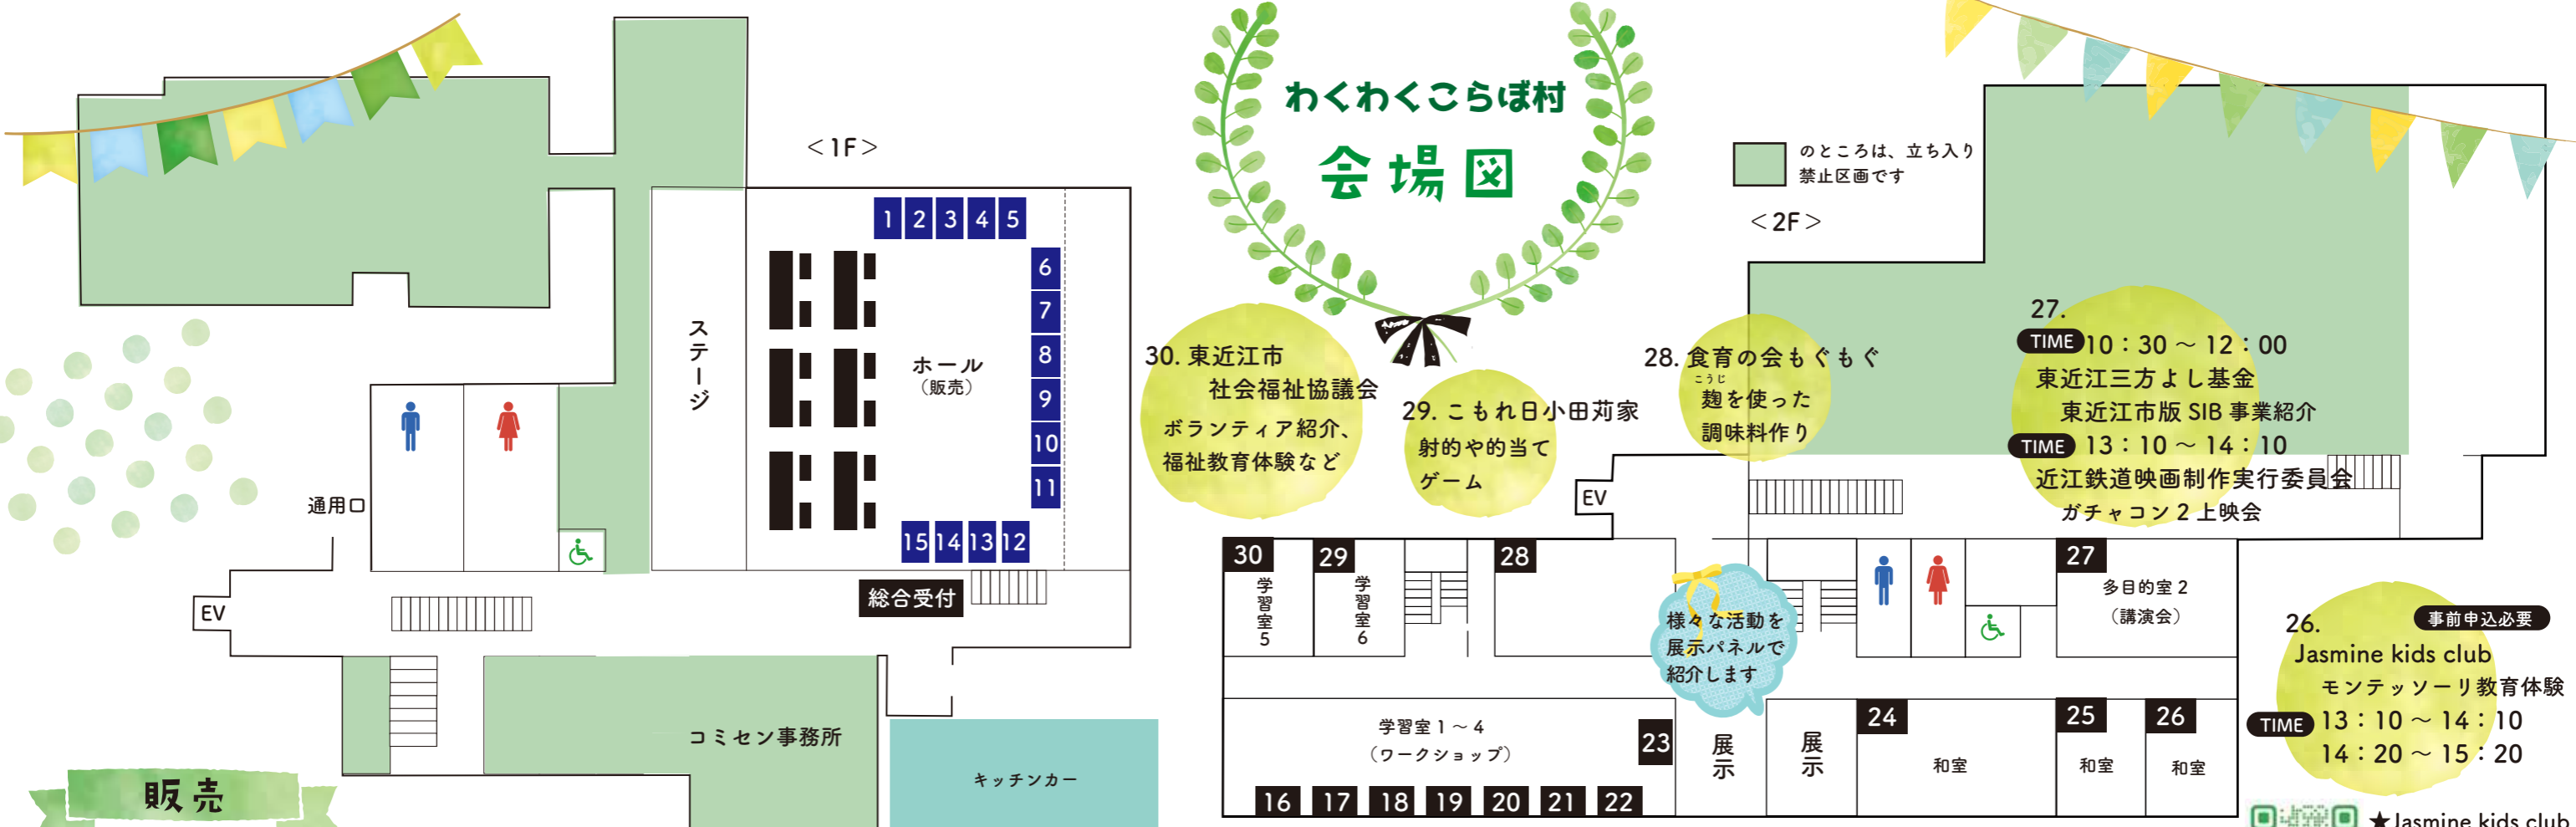 わくわくこらぼ村
会場図
＜1F＞
1 2 3 4 5
6
7
8
9
10
11
15 14 13 12
ステージ
ホール
（販売）
総合受付
通用口
EV
コミセン事務所
キッチンカー
販売
のところは、立ち入り
禁止区画です
＜2F＞
30. 東近江市
社会福祉協議会
ボランティア紹介、
福祉教育体験など
29. こもれ日小田苅家
射的や的当て
ゲーム
28. 食育の会もぐもぐ
こうじ
麹を使った
調味料作り
27.
TIME 10：30 ～ 12：00
東近江三方よし基金
東近江市版 SIB 事業紹介
TIME 13：10 ～ 14：10
近江鉄道映画制作実行委員会
ガチャコン 2 上映会
EV
30
学習室5
29
学習室6
28
様々な活動を
展示パネルで
紹介します
27
多目的室 2
（講演会）
学習室 1 ～ 4
（ワークショップ）
23
16 17 18 19 20 21 22
展示
展示
24
和室
25
和室
26
和室
26.
事前申込必要
Jasmine kids club
モンテッソーリ教育体験
TIME 13：10 ～ 14：10
14：20 ～ 15：20
★Jasmine kids club